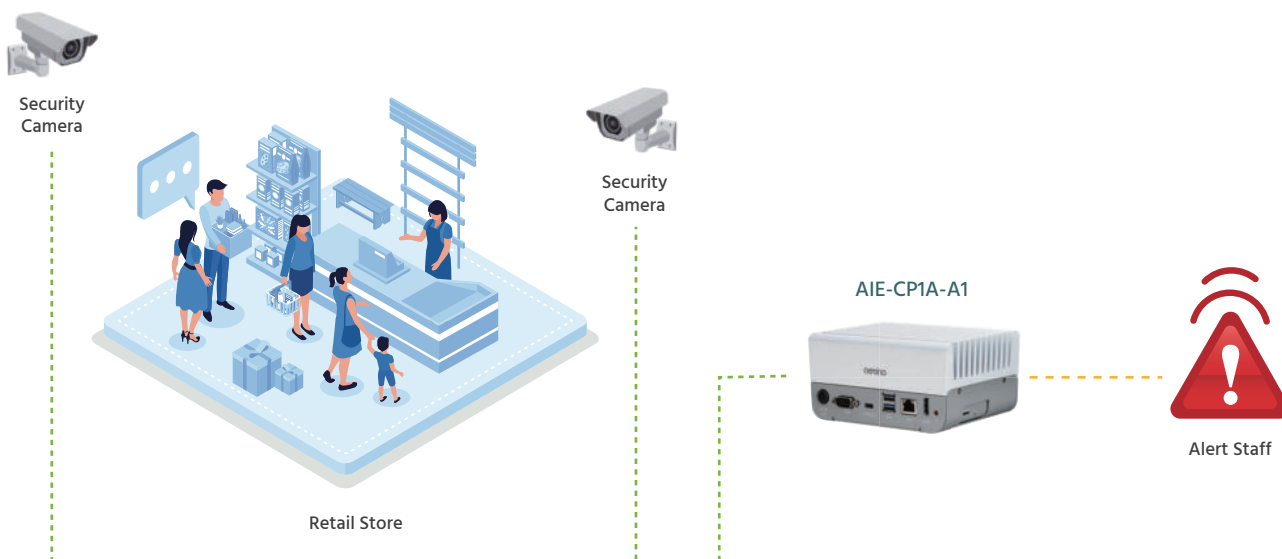 Security
Camera
Security
Camera
AIE-CP1A-A1
Alert Staff
Retail Store